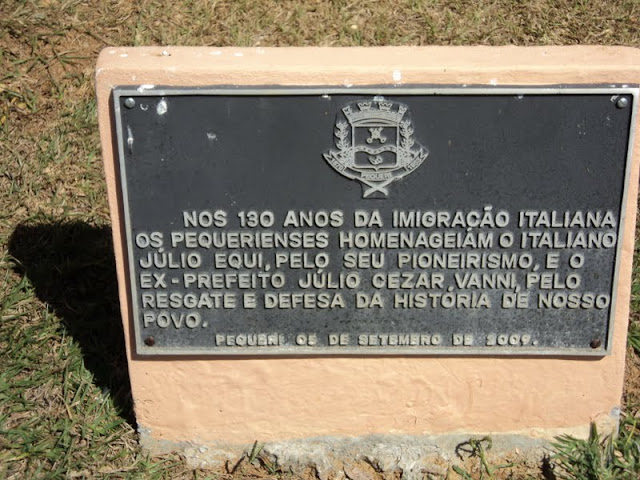 PEQUERI
NOS 130 ANOS DA IMIGRAÇÃO ITALIANA
OS PEQUERIENSES HOMENAGEIAM O ITALIANO
JÚLIO EQUI, PELO SEU PIONEIRISMO, E O
EX-PREFEITO JÚLIO CEZAR VANNI, PELO
RESGATE E DEFESA DA HISTÓRIA DE NOSSO
POVO.
PEQUERI 05 DE SETEMBRO DE 2009.